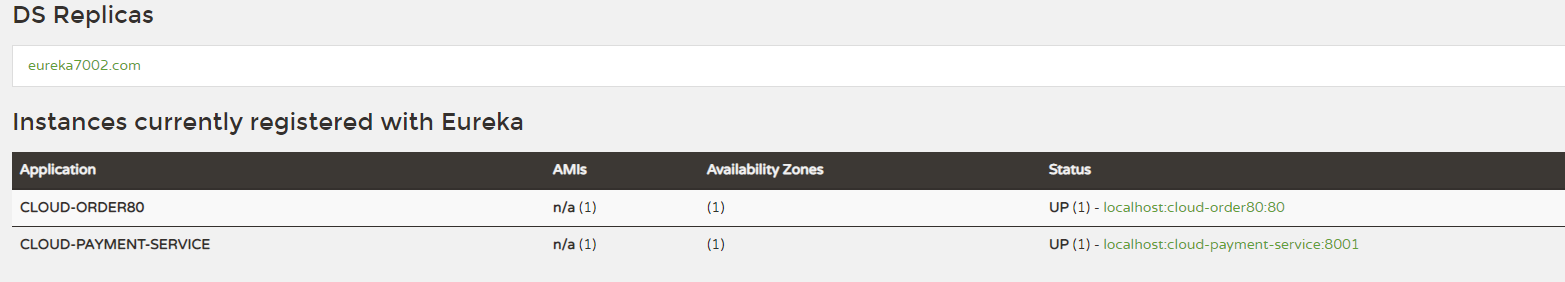 DS Replicas
eureka7002.com
Instances currently registered with Eureka
Application AMIs Availability Zones Status
CLOUD-ORDER80 n/a (1) (1) UP (1) - localhost:cloud-order80:80
CLOUD-PAYMENT-SERVICE n/a (1) (1) UP (1) - localhost:cloud-payment-service:8001